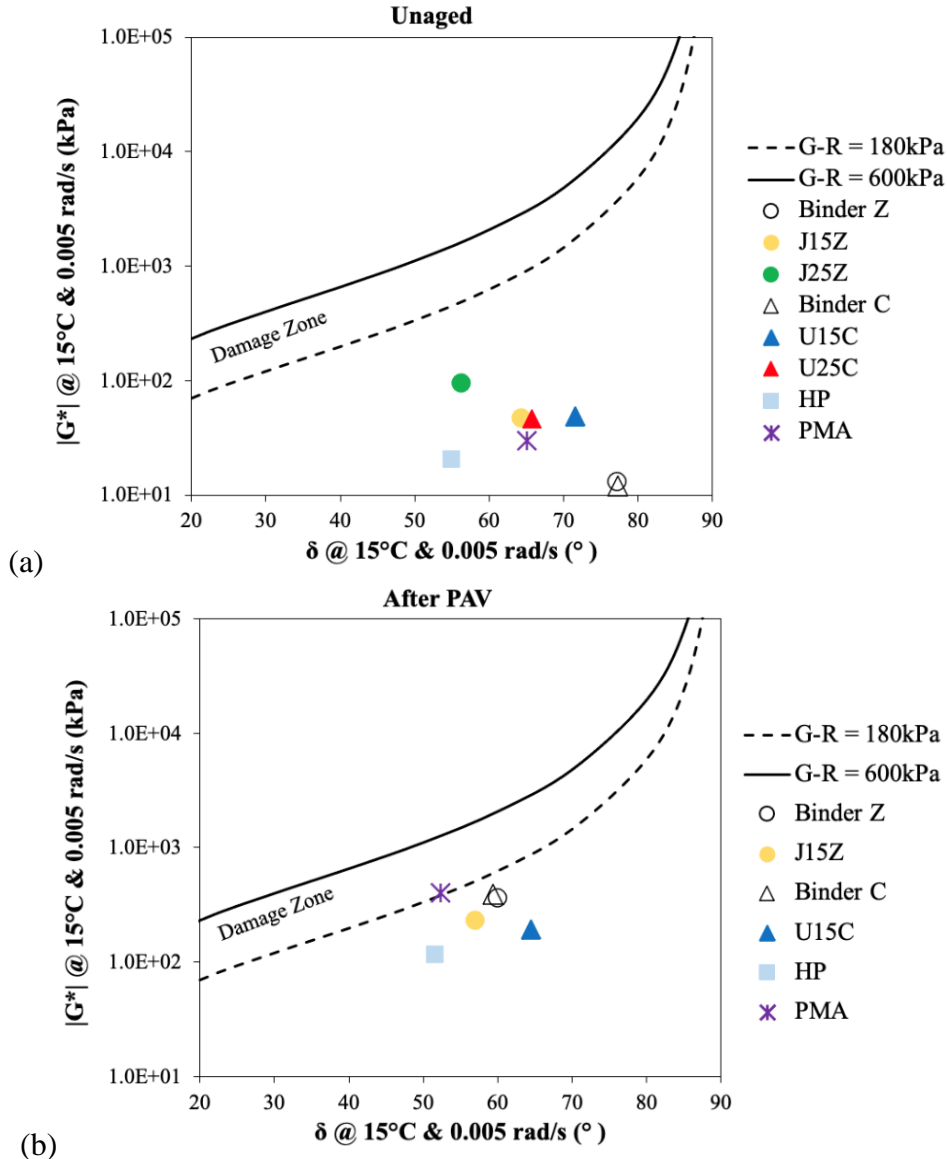 Unaged
1.0E+05
1.0E+04
1.0E+03
1.0E+02
1.0E+01
|G*| @ 15°C & 0.005 rad/s (kPa)
Damage Zone
20 30 40 50 60 70 80 90
δ @ 15°C & 0.005 rad/s (° )
G-R = 180kPa
G-R = 600kPa
Binder Z
J15Z
J25Z
Binder C
U15C
U25C
HP
PMA
(a)
After PAV
1.0E+05
1.0E+04
1.0E+03
1.0E+02
1.0E+01
|G*| @ 15°C & 0.005 rad/s (kPa)
Damage Zone
20 30 40 50 60 70 80 90
δ @ 15°C & 0.005 rad/s (° )
G-R = 180kPa
G-R = 600kPa
Binder Z
J15Z
Binder C
U15C
HP
PMA
(b)